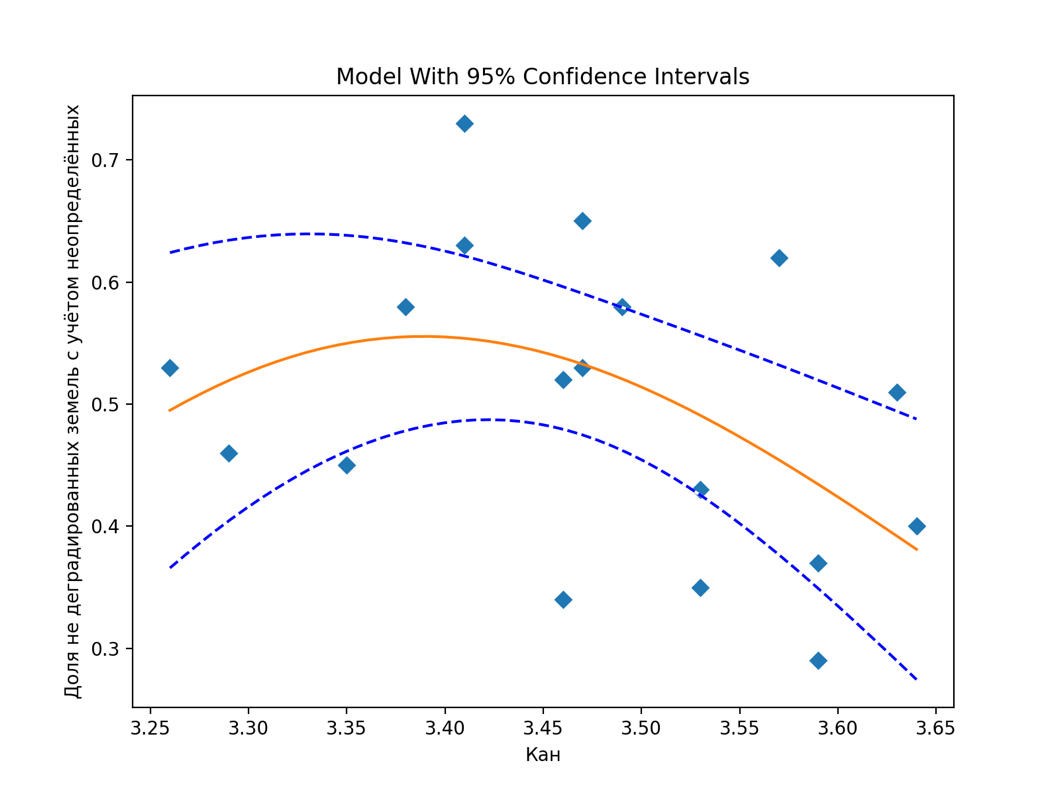 Model With 95% Confidence Intervals
Доля не деградированных земель с учётом неопределённых
0.7
0.6
0.5
0.4
0.3
3.25 3.30 3.35 3.40 3.45 3.50 3.55 3.60 3.65
Кан